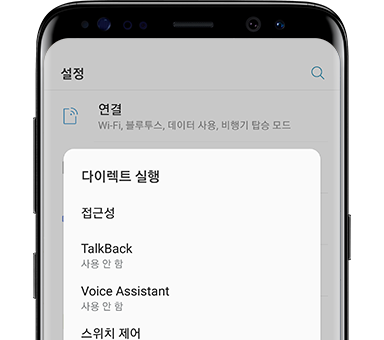 설정
연결
Wi-Fi, 블루투스, 데이터 사용, 비행기 탑승 모드
다이렉트 실행
접근성
TalkBack
사용 안 함
Voice Assistant
사용 안 함
스위치 제어